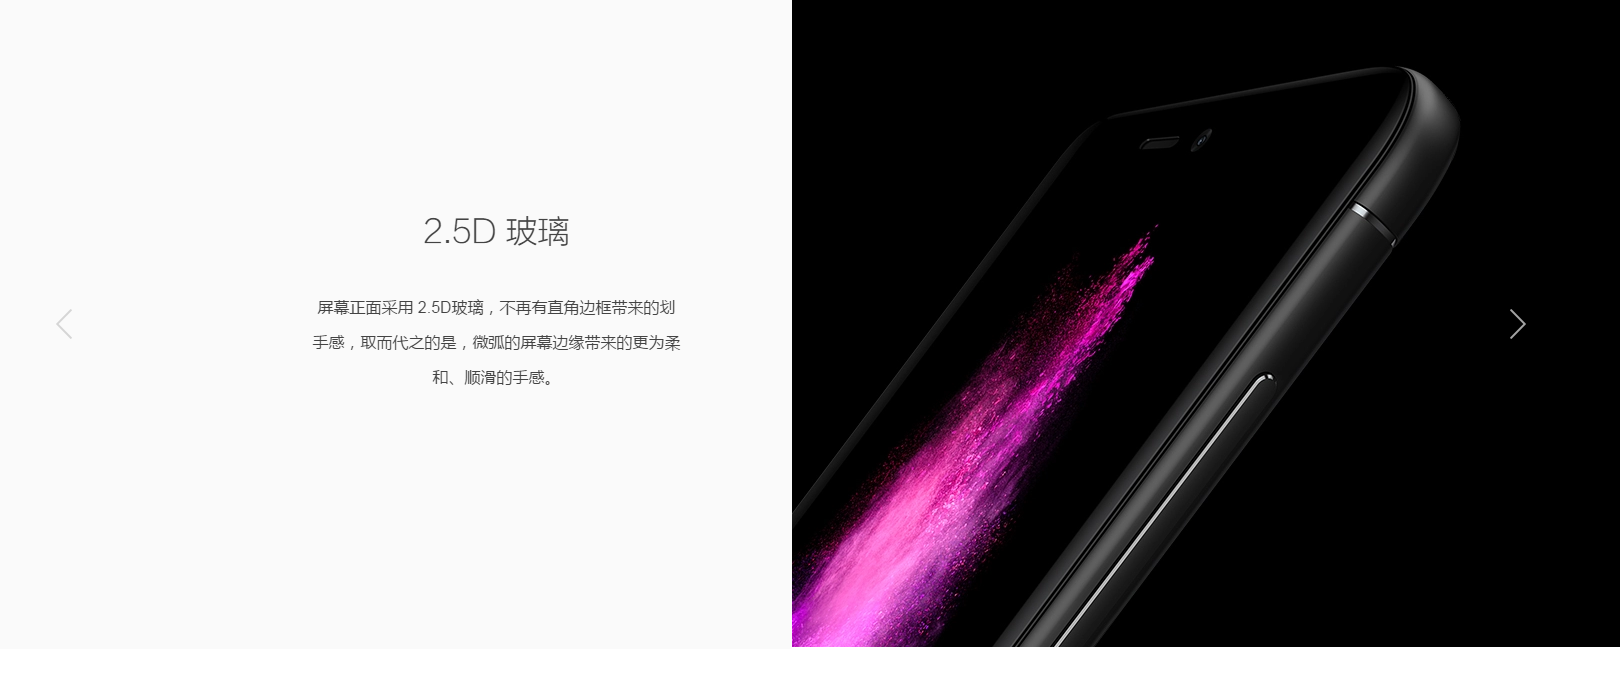 2.5D 玻璃
屏幕正面采用 2.5D玻璃，不再有直角边框带来的划
手感，取而代之的是，微弧的屏幕边缘带来的更为柔
和、顺滑的手感。